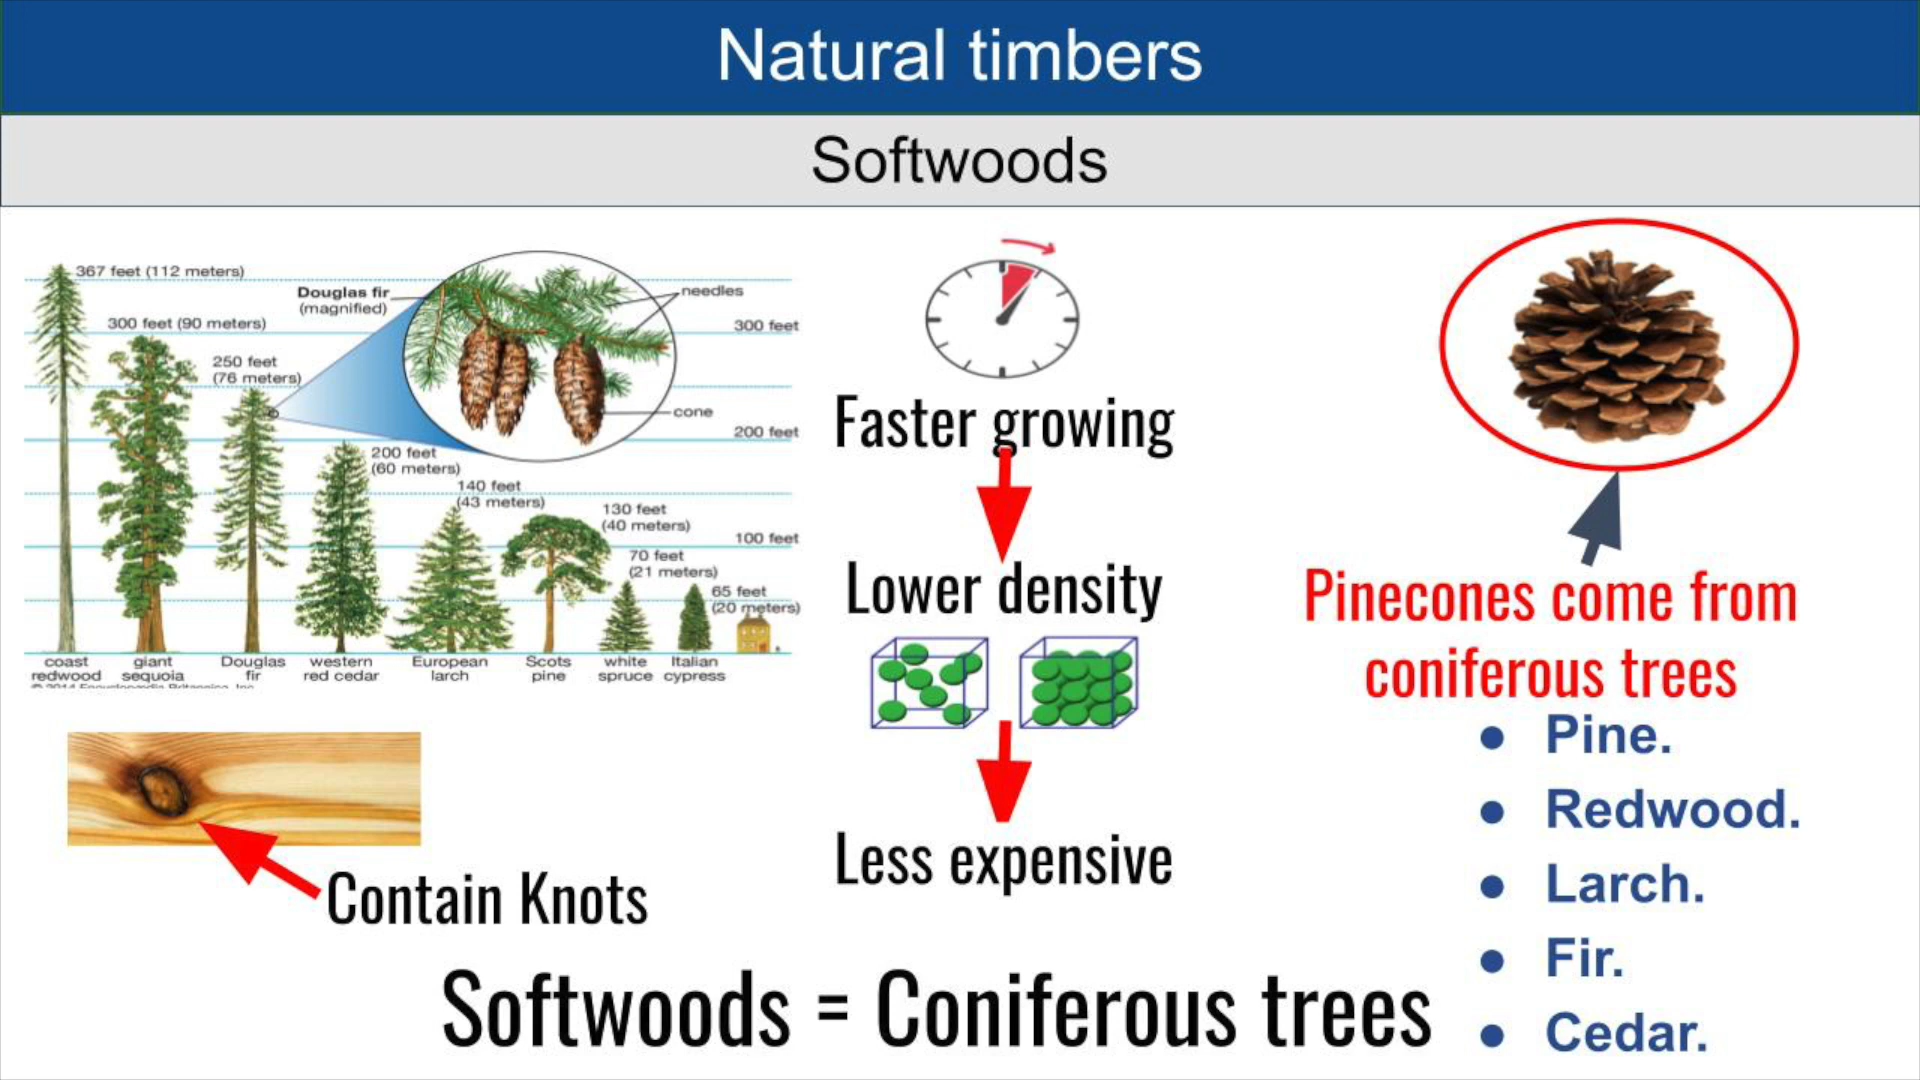 Natural timbers
Softwoods
367 feet (112 meters)
300 feet (90 meters)
250 feet
(76 meters)
Douglas fir
(magnified)
needles
cone
300 feet
200 feet
100 feet
200 feet
(60 meters)
140 feet
(43 meters)
130 feet
(40 meters)
70 feet
(21 meters)
65 feet
(20 meters)
coast
redwood
giant
sequoia
Douglas
fir
western
red cedar
European
larch
Scots
pine
white
spruce
Italian
cypress
© 2014 Encyclopædia Britannica, Inc.
Contain Knots
Faster growing
Lower density
Less expensive
Pinecones come from
coniferous trees
● Pine.
● Redwood.
● Larch.
● Fir.
● Cedar.
Softwoods = Coniferous trees